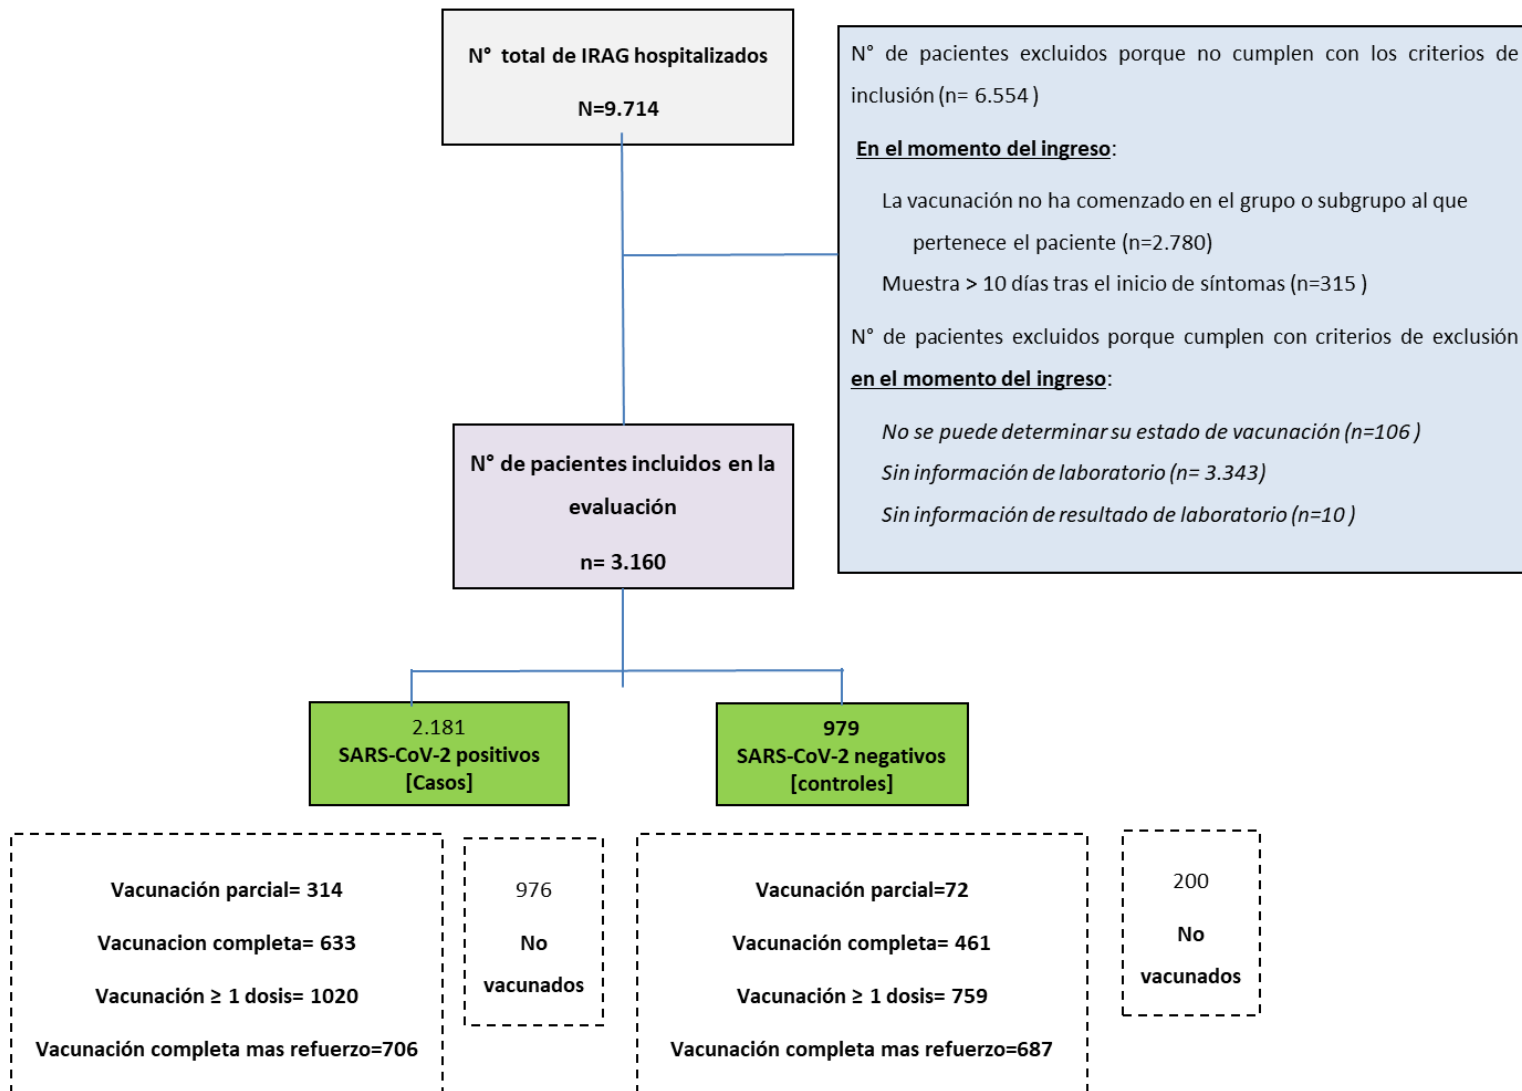 N° total de IRAG hospitalizados
N=9.714
N° de pacientes excluidos porque no cumplen con los criterios de
inclusión (n= 6.554 )
En el momento del ingreso:
La vacunación no ha comenzado en el grupo o subgrupo al que
pertenece el paciente (n=2.780)
Muestra > 10 días tras el inicio de síntomas (n=315 )
N° de pacientes excluidos porque cumplen con criterios de exclusión
en el momento del ingreso:
No se puede determinar su estado de vacunación (n=106 )
Sin información de laboratorio (n= 3.343)
Sin información de resultado de laboratorio (n=10 )
N° de pacientes incluidos en la
evaluación
n= 3.160
2.181
SARS-CoV-2 positivos
[Casos]
979
SARS-CoV-2 negativos
[controles]
Vacunación parcial= 314
Vacunacion completa= 633
Vacunación ≥ 1 dosis= 1020
Vacunación completa mas refuerzo=706
976
No
vacunados
Vacunación parcial=72
Vacunación completa= 461
Vacunación ≥ 1 dosis= 759
Vacunación completa mas refuerzo=687
200
No
vacunados